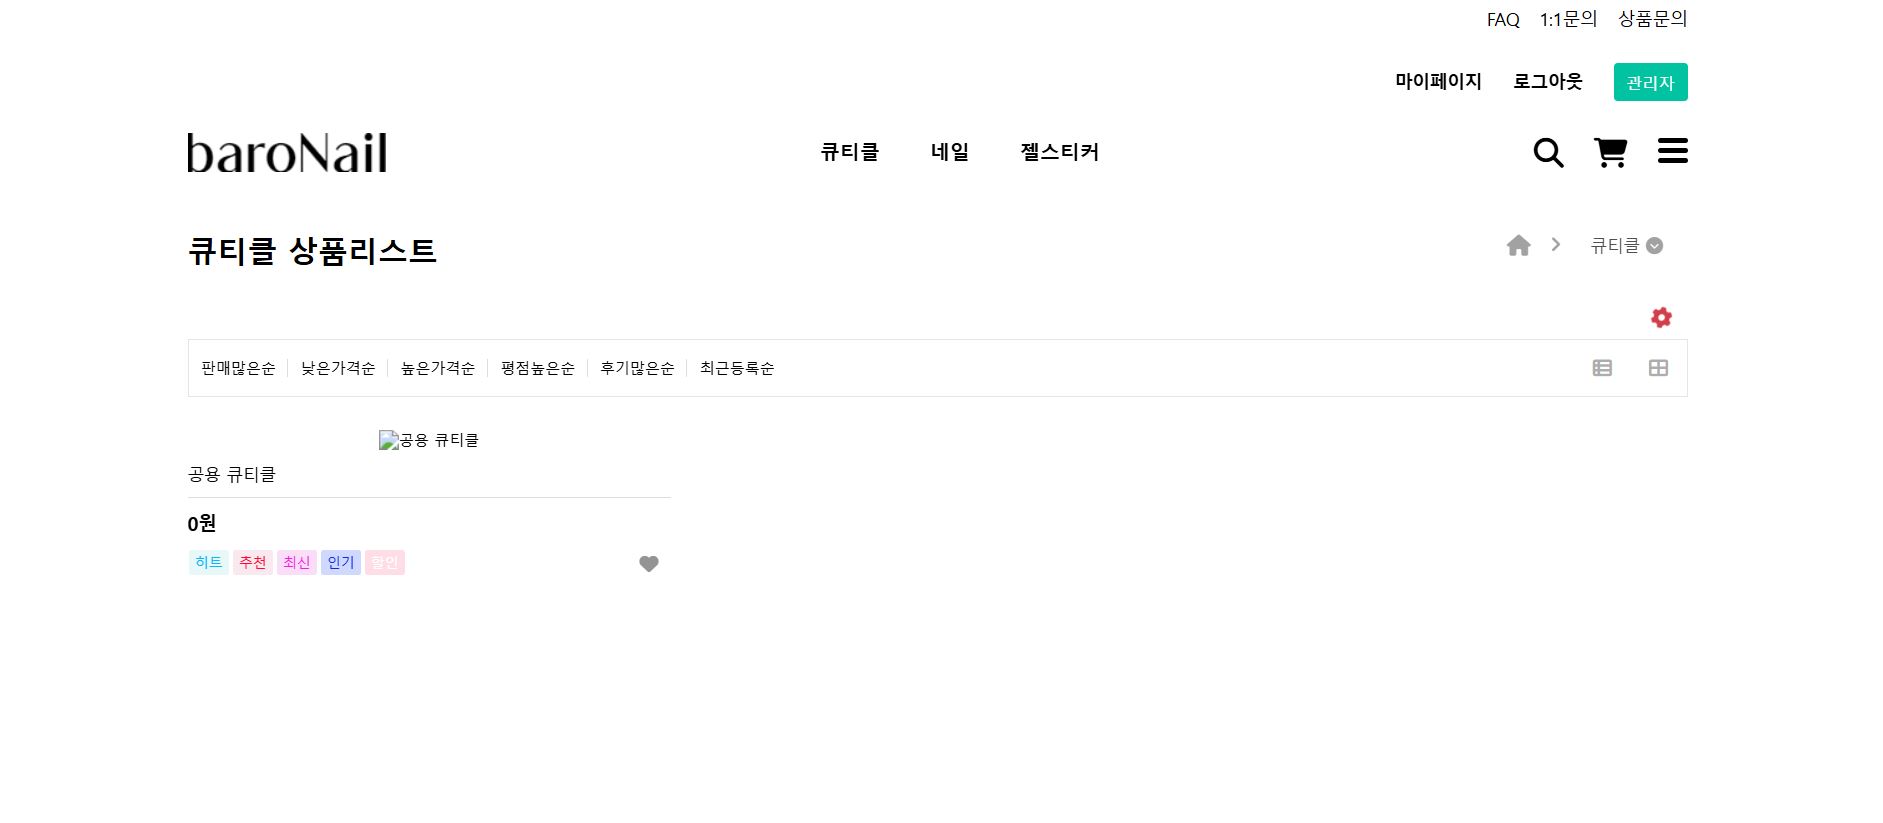 FAQ 1:1문의 상품문의
마이페이지 로그아웃 관리자
baroNail 큐티클 네일 젤스티커
큐티클 상품리스트 큐티클
판매많은순 낮은가격순 높은가격순 평점높은순 후기많은순 최근등록순
공용 큐티클
공용 큐티클
0원
히트 추천 최신 인기 할인